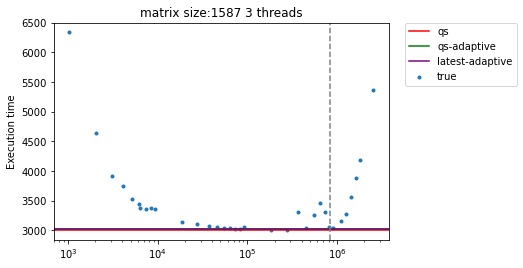 matrix size:1587 3 threads
6500
6000
5500
5000
4500
4000
3500
3000
Execution time
10³
10⁴
10⁵
10⁶
qs
qs-adaptive
latest-adaptive
true